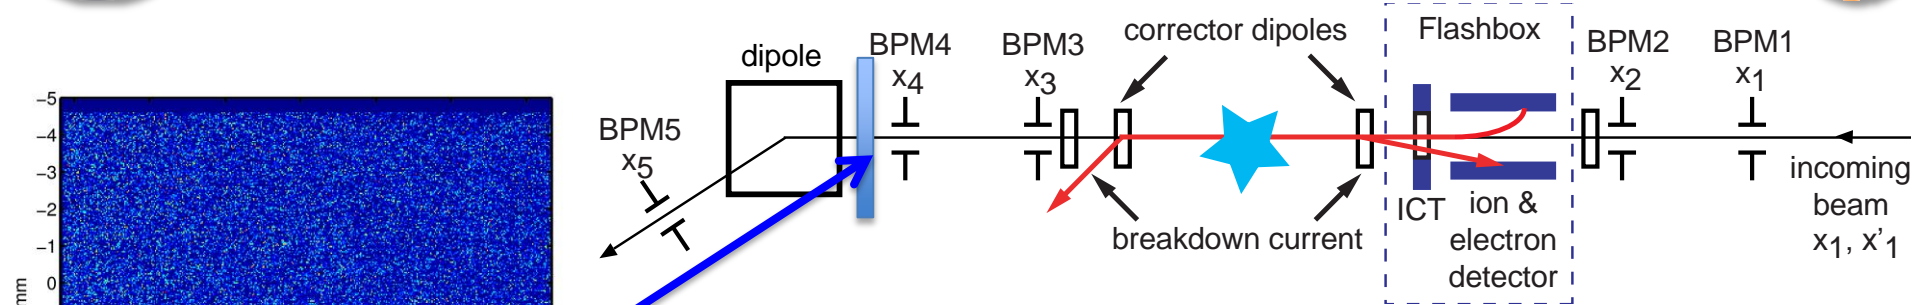 −5
−4
−3
−2
−1
0
mm
dipole
BPM5
x5
BPM4
x4
BPM3
x3
corrector dipoles
breakdown current
Flashbox
ICT
ion &
electron
detector
BPM2
x2
BPM1
x1
incoming
beam
x1, x’1